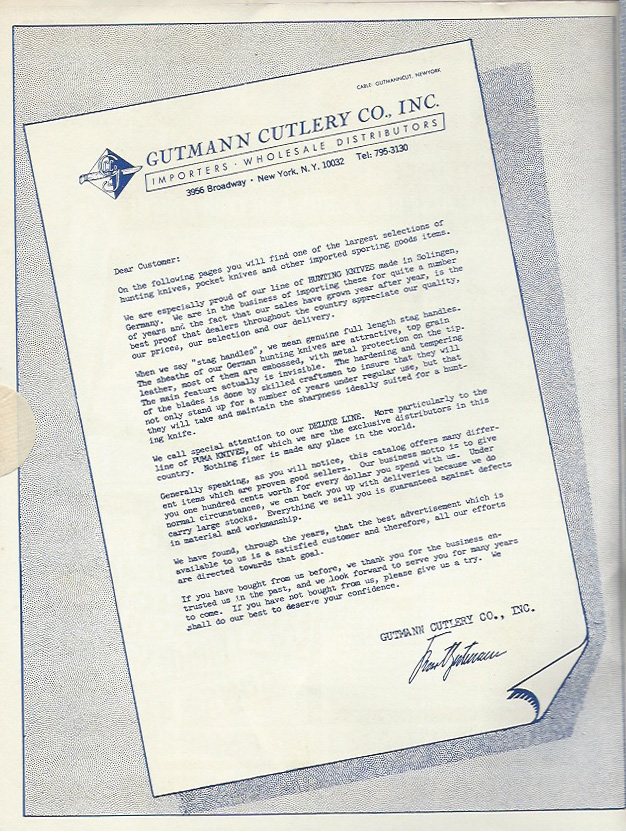 CABLE: GUTMANNCUT, NEWYORK
GUTMANN CUTLERY CO., INC.
IMPORTERS · WHOLESALE DISTRIBUTORS
3956 Broadway • New York, N. Y. 10032 Tel: 795-3130
Dear Customer:
On the following pages you will find one of the largest selections of
hunting knives, pocket knives and other imported sporting goods items.
We are especially proud of our line of HUNTING KNIVES made in Solingen,
Germany. We are in the business of importing these for quite a number
of years and the fact that our sales have grown year after year, is the
best proof that dealers throughout the country appreciate our quality,
our prices, our selection and our delivery.
When we say "stag handles", we mean genuine full length stag handles.
The sheaths of our German hunting knives are attractive, top grain
leather, most of them are embossed, with metal protection on the tip.
The main feature actually is invisible. The hardening and tempering
of the blades is done by skilled craftsmen to insure that they will
not only stand up for a number of years under regular use, but that
they will take and maintain the sharpness ideally suited for a hunt-
ing knife.
We call special attention to our DELUXE LINE. More particularly to the
line of PUMA KNIVES, of which we are the exclusive distributors in this
country. Nothing finer is made any place in the world.
Generally speaking, as you will notice, this catalog offers many differ-
ent items which are proven good sellers. Our business motto is to give
you one hundred cents worth for every dollar you spend with us. Under
normal circumstances, we can back you up with deliveries because we do
carry large stocks. Everything we sell you is guaranteed against defects
in material and workmanship.
We have found, through the years, that the best advertisement which is
available to us is a satisfied customer and therefore, all our efforts
are directed towards that goal.
If you have bought from us before, we thank you for the business en-
trusted us in the past, and we look forward to serve you for many years
to come. If you have not bought from us, please give us a try. We
shall do our best to deserve your confidence.
GUTMANN CUTLERY CO., INC.